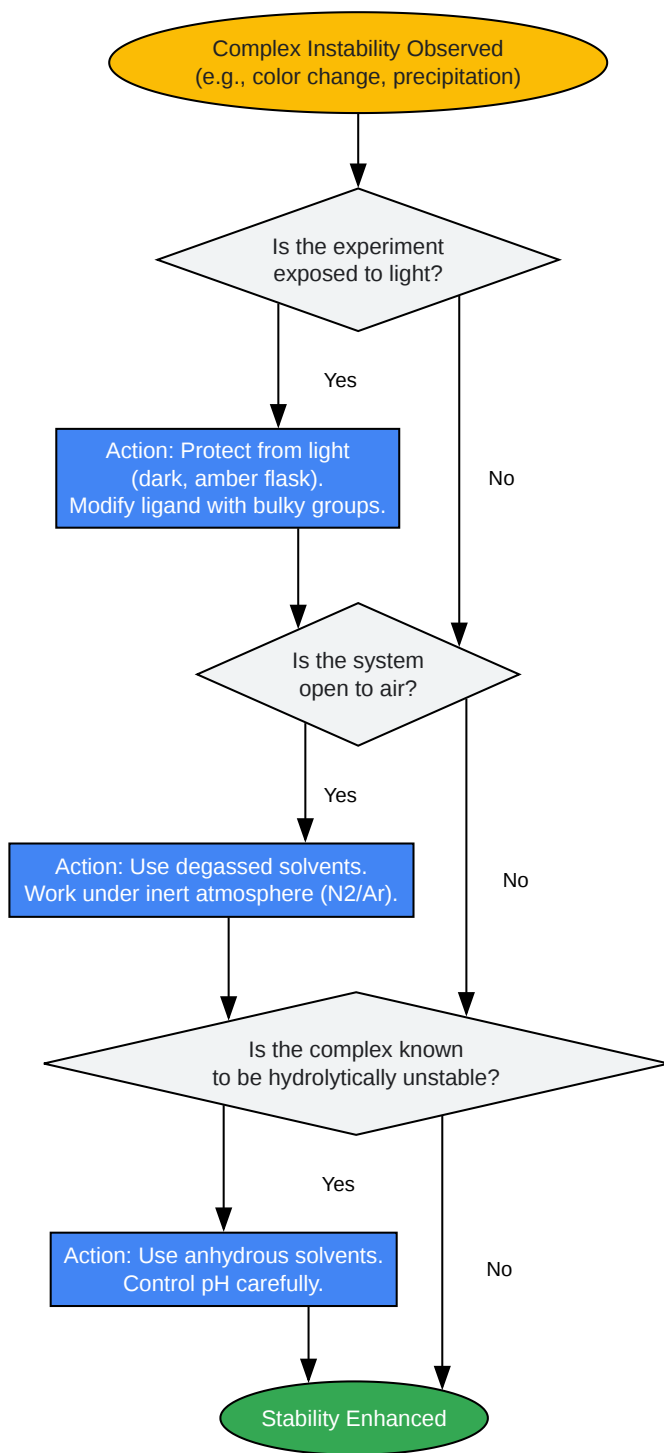 Complex Instability Observed
(e.g., color change, precipitation)
Is the experiment
exposed to light?
Yes
No
Action: Protect from light
(dark, amber flask).
Modify ligand with bulky groups.
Is the system
open to air?
Yes
No
Action: Use degassed solvents.
Work under inert atmosphere (N2/Ar).
Is the complex known
to be hydrolytically unstable?
Yes
No
Action: Use anhydrous solvents.
Control pH carefully.
Stability Enhanced